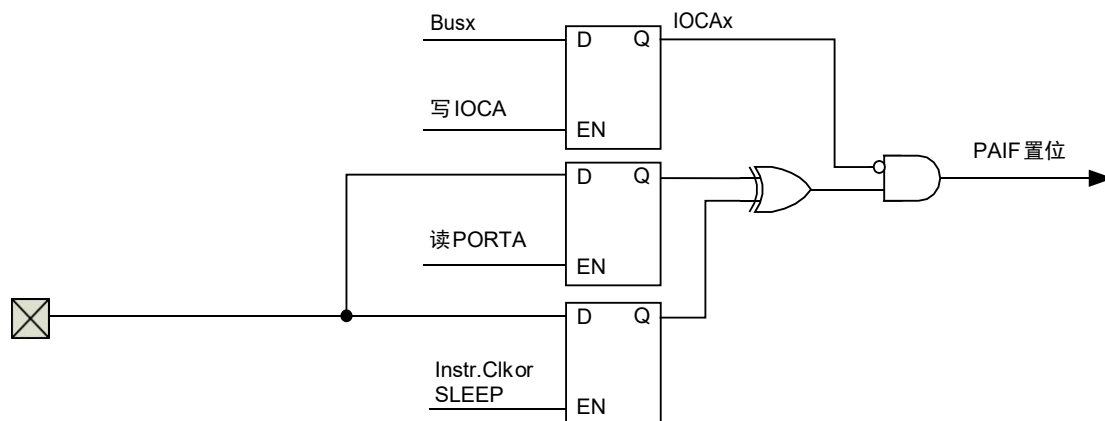 Busx
D Q
IOCAx
写IOCA
EN
PAIF置位
D Q
读PORTA
EN
D Q
Instr.Clkor
SLEEP
EN